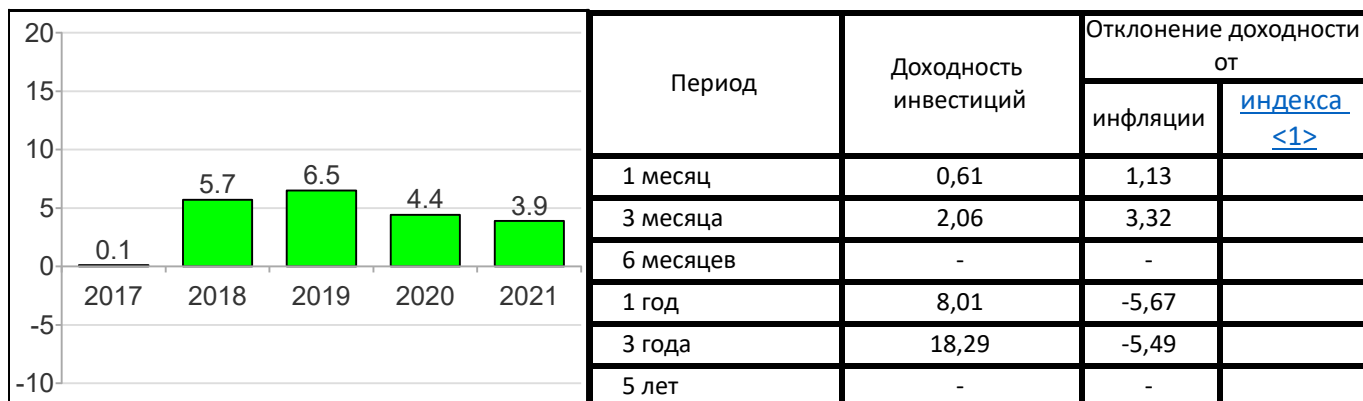 20
15
10
5
0
-5
-10
0.1
5.7
6.5
4.4
3.9
2017 2018 2019 2020 2021
Период
Доходность
инвестиций
Отклонение доходности
от
инфляции
индекса
<1>
1 месяц 0,61 1,13
3 месяца 2,06 3,32
6 месяцев - -
1 год 8,01 -5,67
3 года 18,29 -5,49
5 лет - -